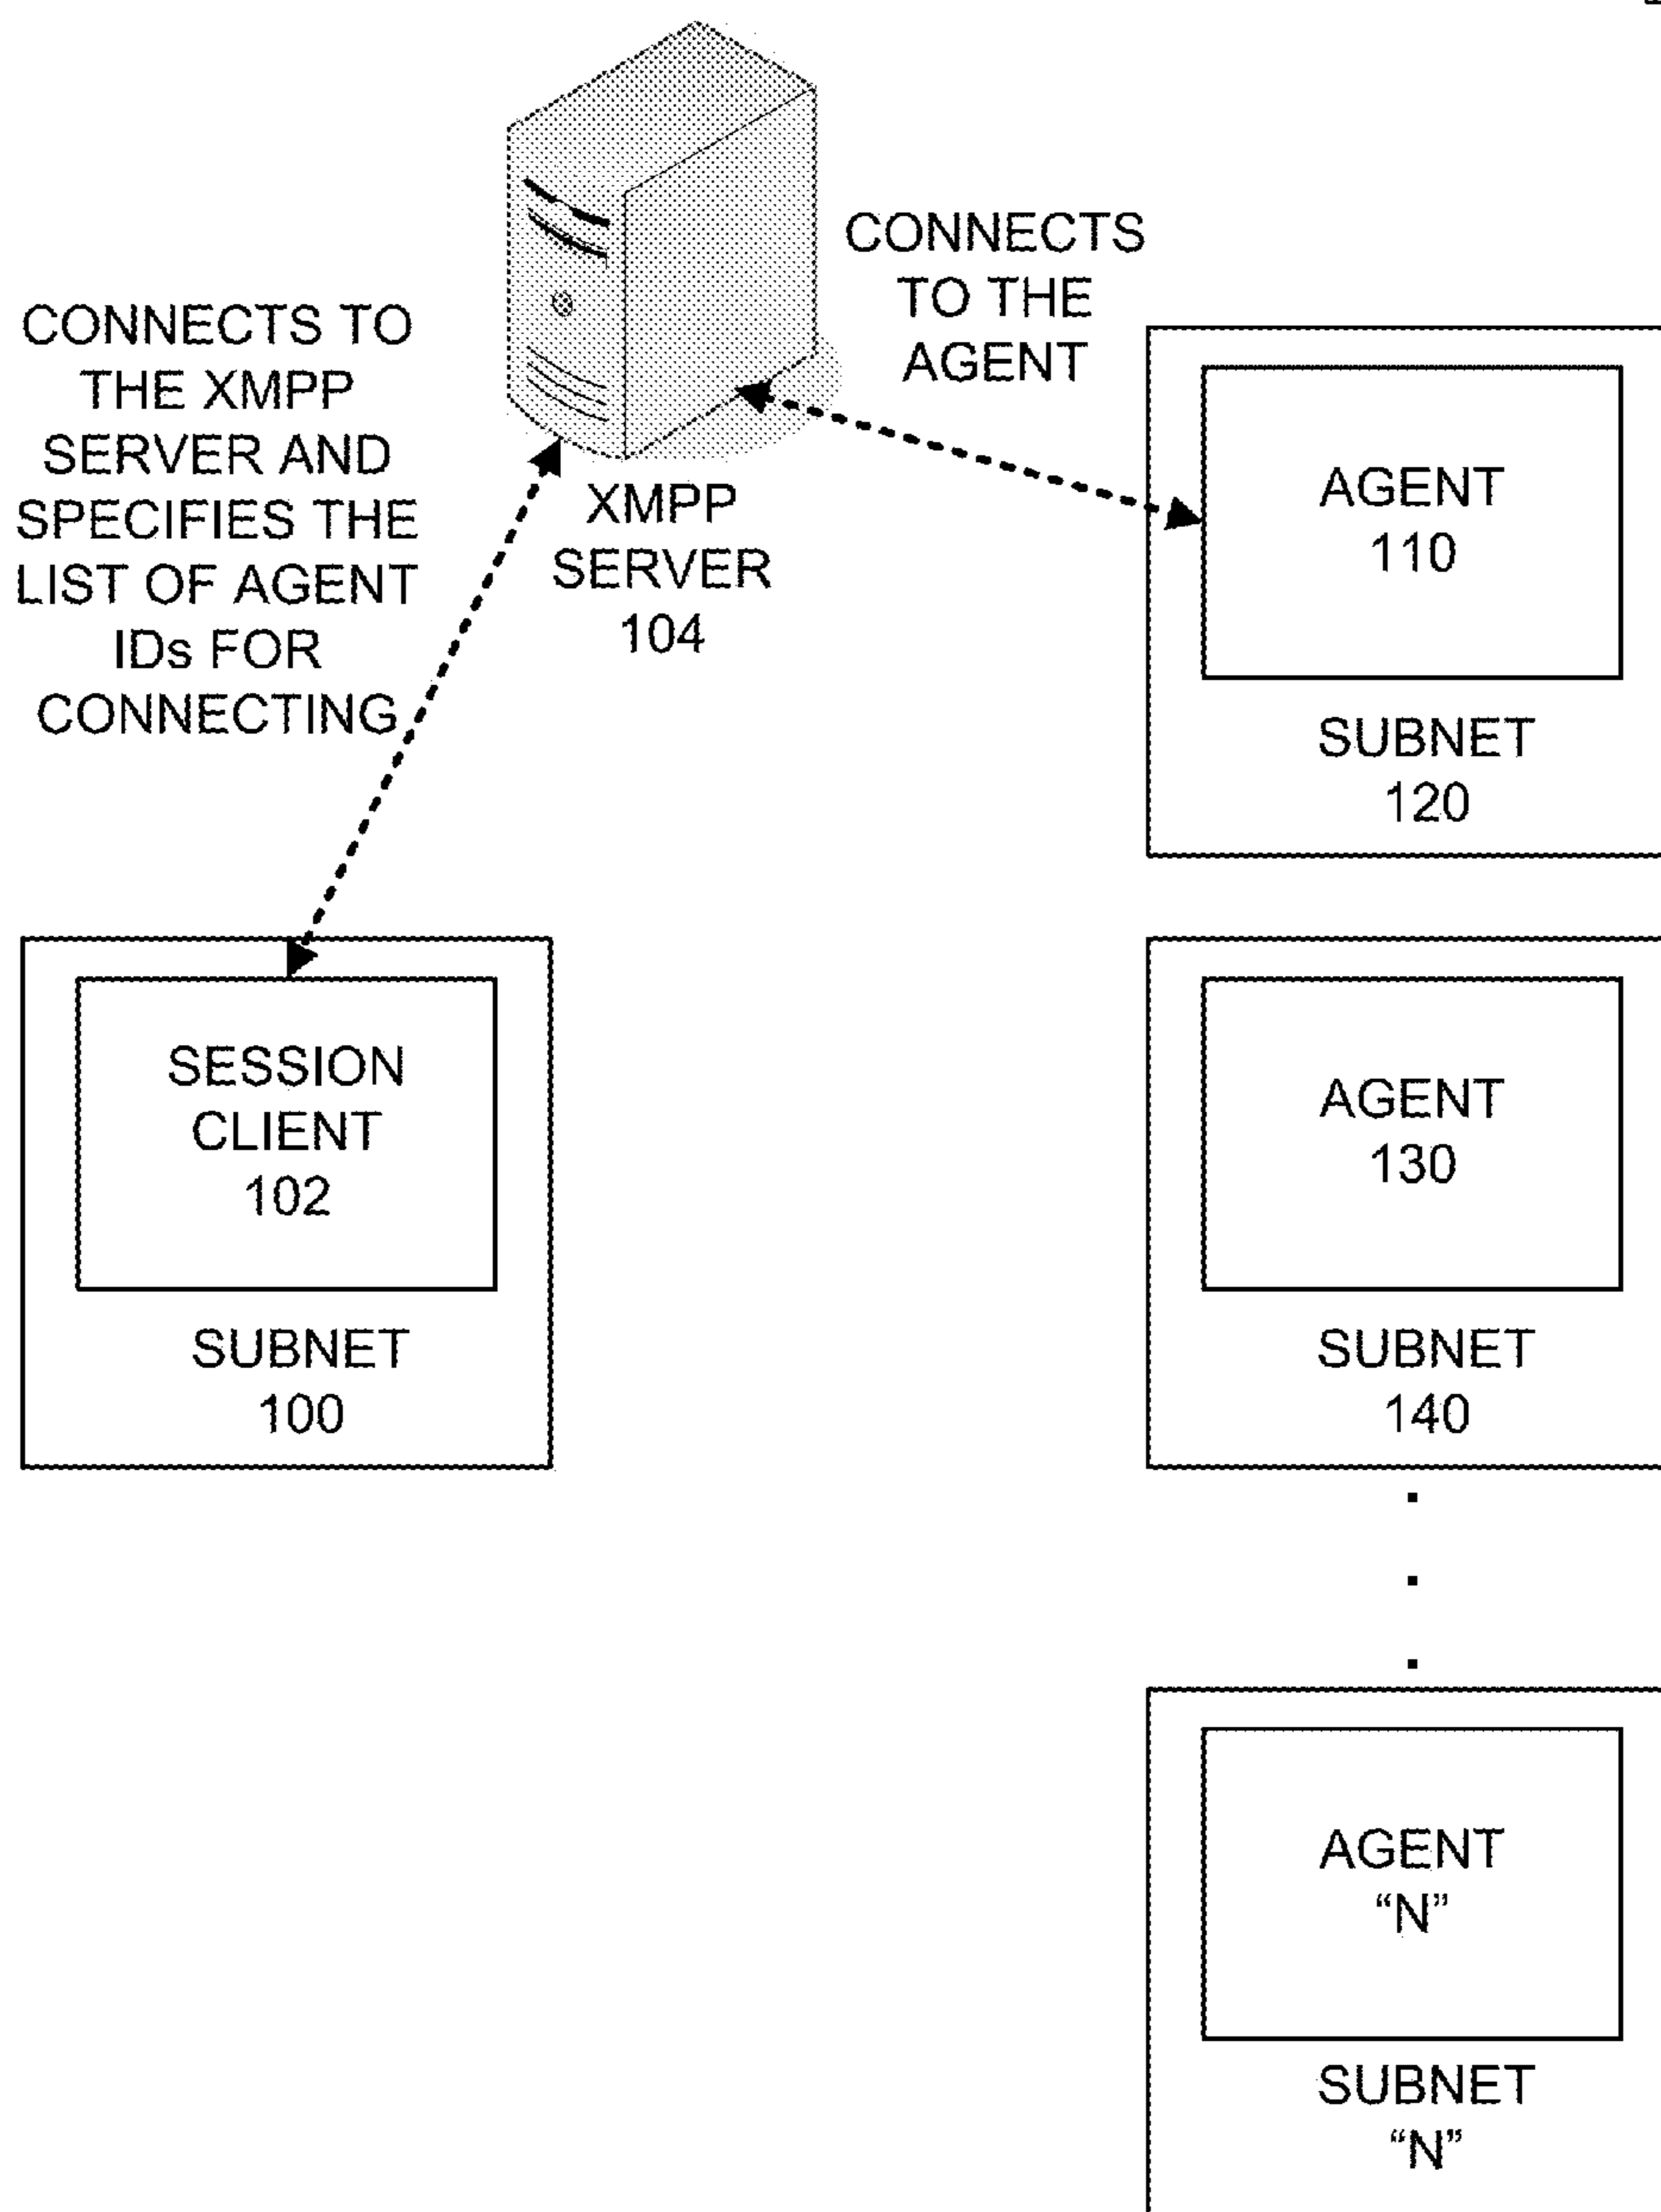 CONNECTS TO
THE XMPP
SERVER AND
SPECIFIES THE
LIST OF AGENT
IDs FOR
CONNECTING
XMPP
SERVER
104
CONNECTS
TO THE
AGENT
AGENT
110
SUBNET
120
SESSION
CLIENT
102
SUBNET
100
AGENT
130
SUBNET
140
.
.
.
AGENT
“N”
SUBNET
“N”